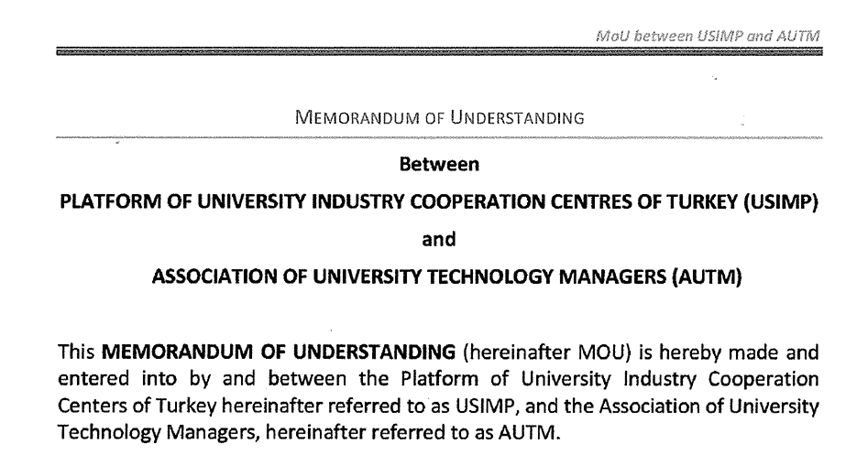 MoU between USIMP and AUTM
MEMORANDUM OF UNDERSTANDING
Between
PLATFORM OF UNIVERSITY INDUSTRY COOPERATION CENTRES OF TURKEY (USIMP)
and
ASSOCIATION OF UNIVERSITY TECHNOLOGY MANAGERS (AUTM)
This MEMORANDUM OF UNDERSTANDING (hereinafter MOU) is hereby made and
entered into by and between the Platform of University Industry Cooperation
Centers of Turkey hereinafter referred to as USIMP, and the Association of University
Technology Managers, hereinafter referred to as AUTM.